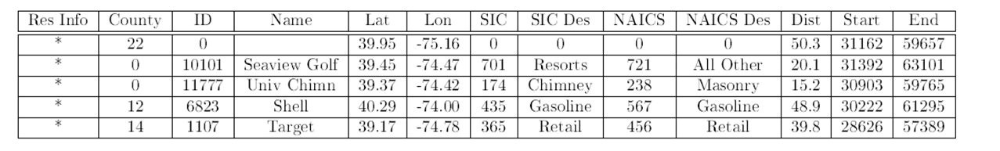 Res Info County ID Name Lat Lon SIC SIC Des NAICS NAICS Des Dist Start End
* 22 0 39.95 -75.16 0 0 0 0 50.3 31162 59657
* 0 10101 Seaview Golf 39.45 -74.47 701 Resorts 721 All Other 20.1 31392 63101
* 0 11777 Univ Chimn 39.37 -74.42 174 Chimney 238 Masonry 15.2 30903 59765
* 12 6823 Shell 40.29 -74.00 435 Gasoline 567 Gasoline 48.9 30222 61295
* 14 1107 Target 39.17 -74.78 365 Retail 456 Retail 39.8 28626 57389